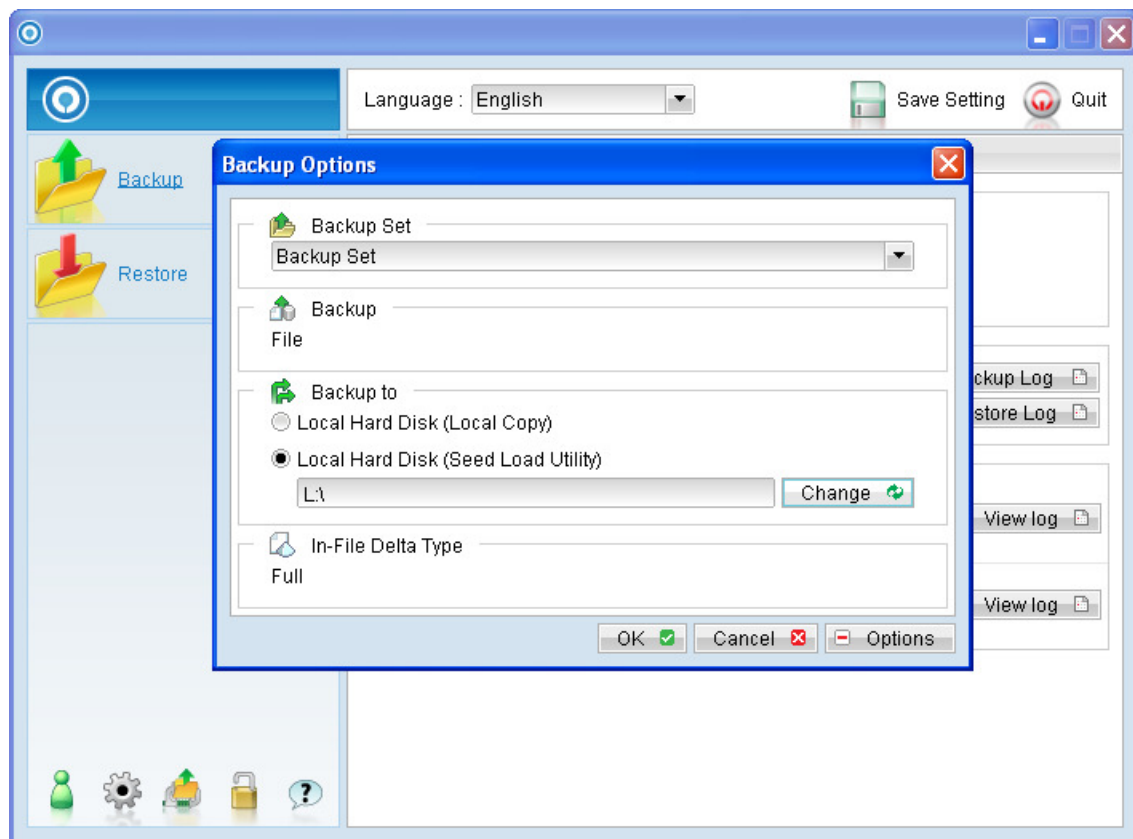 Language : English
Save Setting
Quit
Backup
Restore
Backup Options
Backup Set
Backup Set
Backup
File
Backup to
Local Hard Disk (Local Copy)
Local Hard Disk (Seed Load Utility)
L:\
Change
In-File Delta Type
Full
OK
Cancel
Options
ckup Log
store Log
View log
View log
?